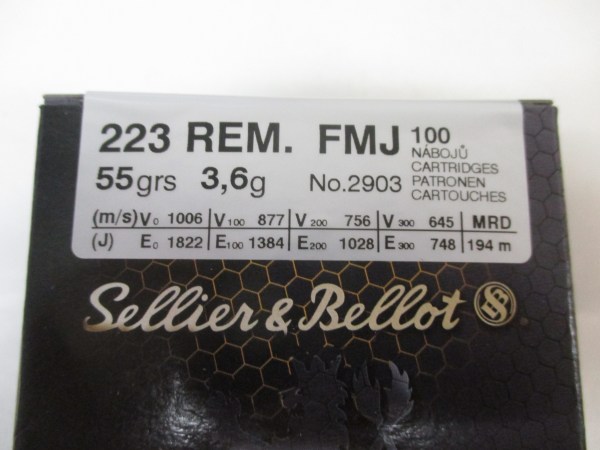 223 REM. FMJ 100
NÁBOJŮ
CARTRIDGES
55grs 3,6g No.2903 PATRONEN
CARTOUCHES
(m/s) V0 1006 V100 877 V200 756 V300 645 MRD
(J) E0 1822 E100 1384 E200 1028 E300 748 194 m
Sellier & Bellot SB